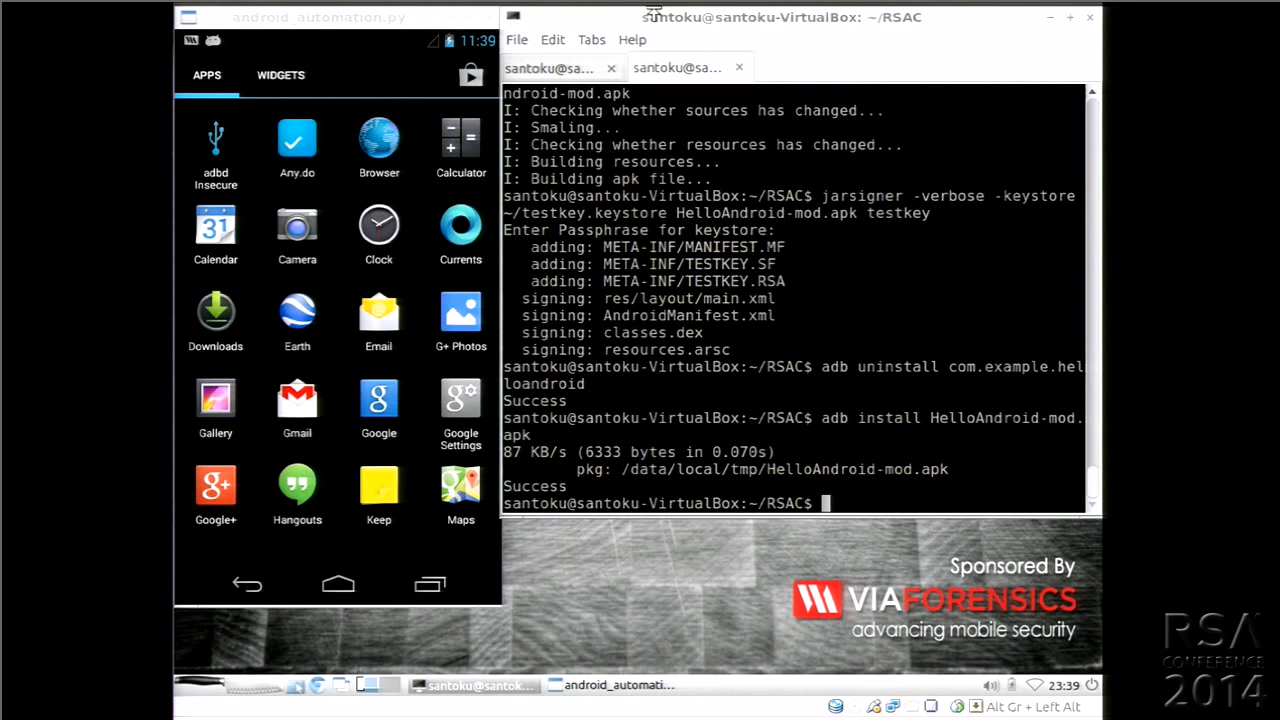 android_automation.py
santoku@santoku-VirtualBox: ~/RSAC
11:39
File Edit Tabs Help
APPS WIDGETS
santoku@sa... santoku@sa...
adbd Insecure
Any.do
Browser
Calculator
31
Calendar
Camera
Clock
Currents
Downloads
Earth
Email
G+ Photos
Gallery
Gmail
Google
Google Settings
Google+
Hangouts
Keep
Maps
ndroid-mod.apk
I: Checking whether sources has changed...
I: Smaling...
I: Checking whether resources has changed...
I: Building resources...
I: Building apk file...
santoku@santoku-VirtualBox:~/RSAC$ jarsigner -verbose -keystore
~/testkey.keystore HelloAndroid-mod.apk testkey
Enter Passphrase for keystore:
adding: META-INF/MANIFEST.MF
adding: META-INF/TESTKEY.SF
adding: META-INF/TESTKEY.RSA
signing: res/layout/main.xml
signing: AndroidManifest.xml
signing: classes.dex
signing: resources.arsc
santoku@santoku-VirtualBox:~/RSAC$ adb uninstall com.example.hel
loandroid
Success
santoku@santoku-VirtualBox:~/RSAC$ adb install HelloAndroid-mod.
apk
87 KB/s (6333 bytes in 0.070s)
pkg: /data/local/tmp/HelloAndroid-mod.apk
Success
santoku@santoku-VirtualBox:~/RSAC$
Sponsored By
VIAFORENSICS
advancing mobile security
santoku@santok... android_automati... 23:39
Alt Gr + Left Alt
RSA
CONFERENCE
2014